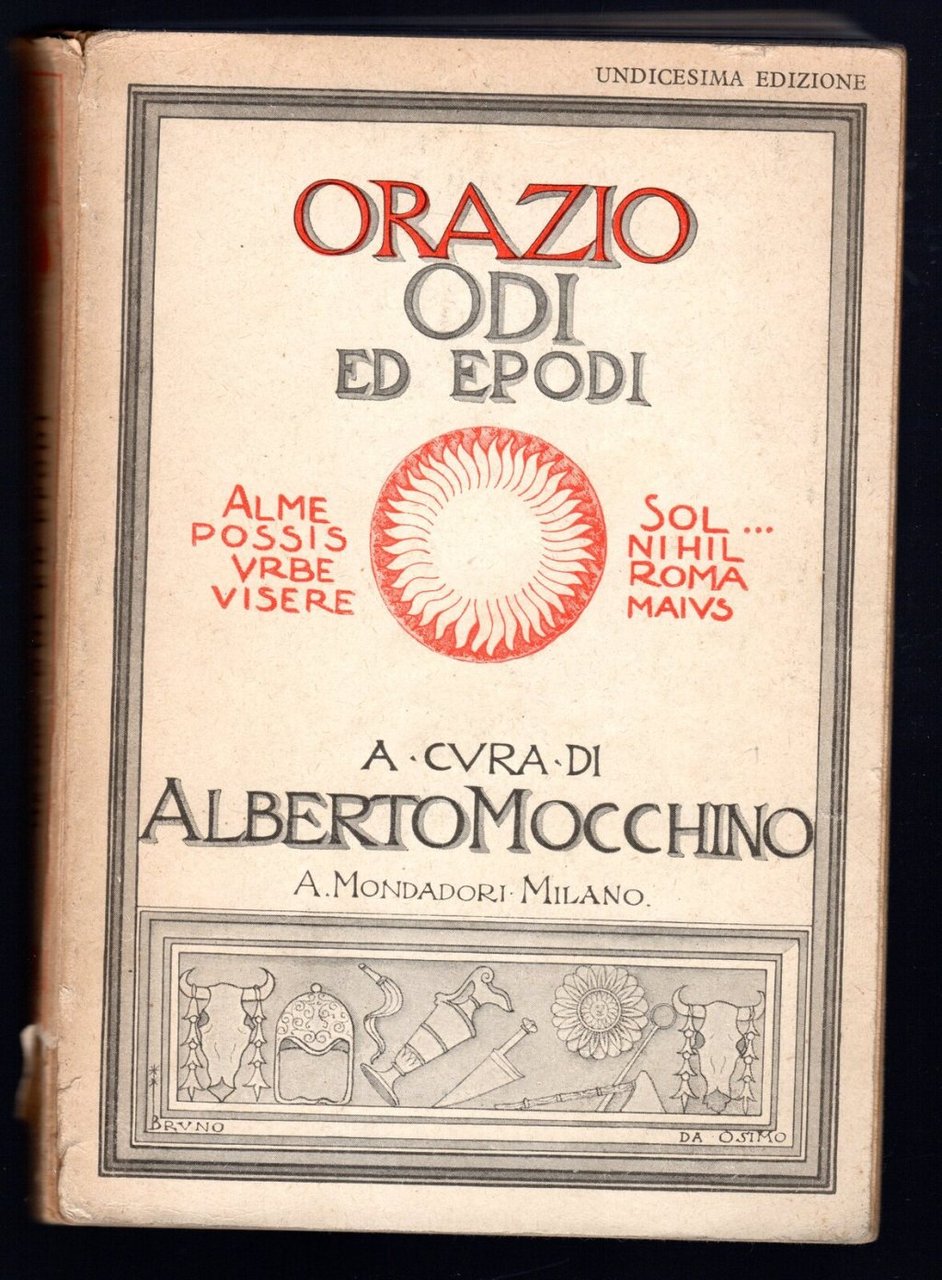 UNDICESIMA EDIZIONE
ORAZIO
ODI
ED EPODI
ALME SOL ...
POSSIS NIHIL
VRBE ROMA
VISERE MAIVS
A · CVRA · DI
ALBERTO MOCCHINO
A. MONDADORI · MILANO.
BRVNO DA OSIMO